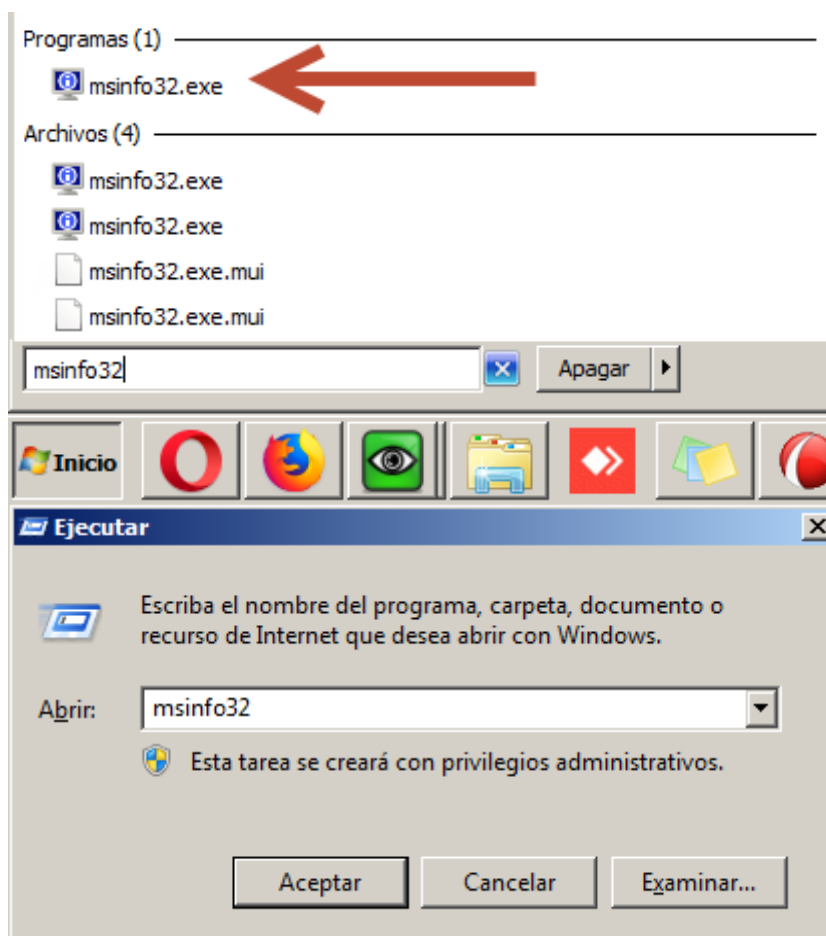 Programas (1)
msinfo32.exe
Archivos (4)
msinfo32.exe
msinfo32.exe
msinfo32.exe.mui
msinfo32.exe.mui
msinfo32
Apagar
Inicio
Ejecutar
Escriba el nombre del programa, carpeta, documento o
recurso de Internet que desea abrir con Windows.
Abrir:
msinfo32
Esta tarea se creará con privilegios administrativos.
Aceptar
Cancelar
Examinar...